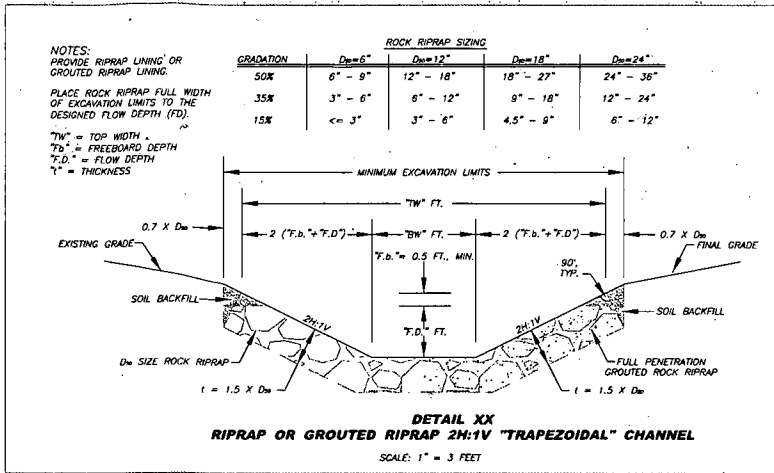 NOTES:
PROVIDE RIPRAP LINING OR
GROUTED RIPRAP LINING.
PLACE ROCK RIPRAP FULL WIDTH
OF EXCAVATION LIMITS TO THE
DESIGNED FLOW DEPTH (FD).
"TW" = TOP WIDTH
"Fb" = FREEBOARD DEPTH
"F.D." = FLOW DEPTH
"t" = THICKNESS
ROCK RIPRAP SIZING
GRADATION D50=6" D50=12" D50=18" D50=24"
50% 6" - 9" 12" - 18" 18" - 27" 24" - 36"
35% 3" - 6" 6" - 12" 9" - 18" 12" - 24"
15% <= 3" 3" - 6" 4.5" - 9" 6" - 12"
MINIMUM EXCAVATION LIMITS
"TW" FT.
0.7 X D50
2 ("F.b."+"F.D")
"BW" FT.
2 ("F.b."+"F.D")
0.7 X D50
EXISTING GRADE
FINAL GRADE
"F.b."= 0.5 FT., MIN.
90°,
TYP.
SOIL BACKFILL
SOIL BACKFILL
2H:1V
"F.D." FT.
2H:1V
D50 SIZE ROCK RIPRAP
FULL PENETRATION
GROUTED ROCK RIPRAP
t = 1.5 X D50
t = 1.5 X D50
DETAIL XX
RIPRAP OR GROUTED RIPRAP 2H:1V "TRAPEZOIDAL" CHANNEL
SCALE: 1" = 3 FEET